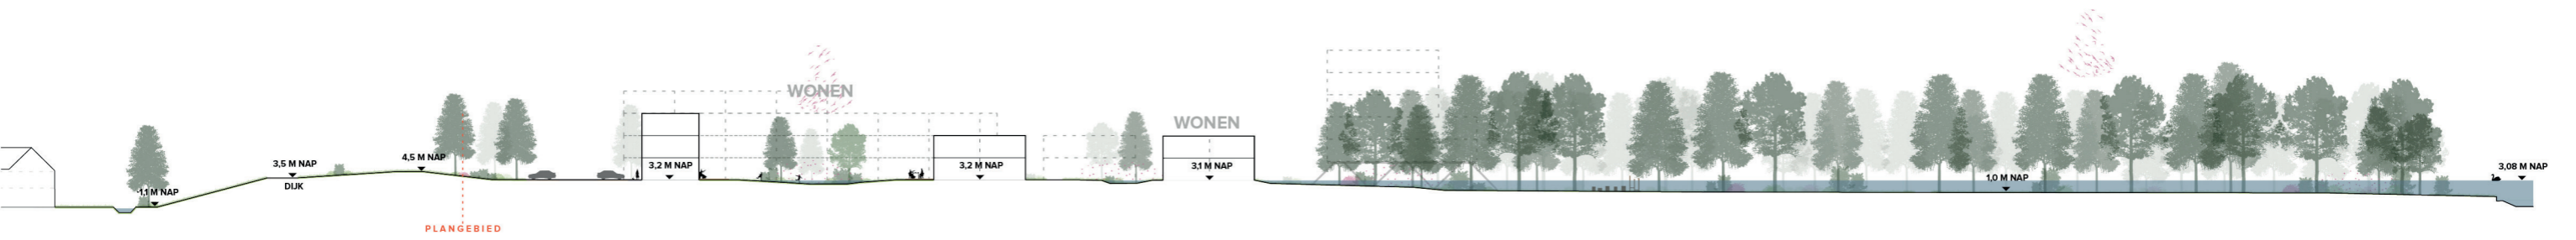 WONEN
WONEN
3,5 M NAP
DIJK
4,5 M NAP
3,2 M NAP
3,2 M NAP
3,1 M NAP
3,08 M NAP
-1,1 M NAP
1,0 M NAP
PLANGEBIED